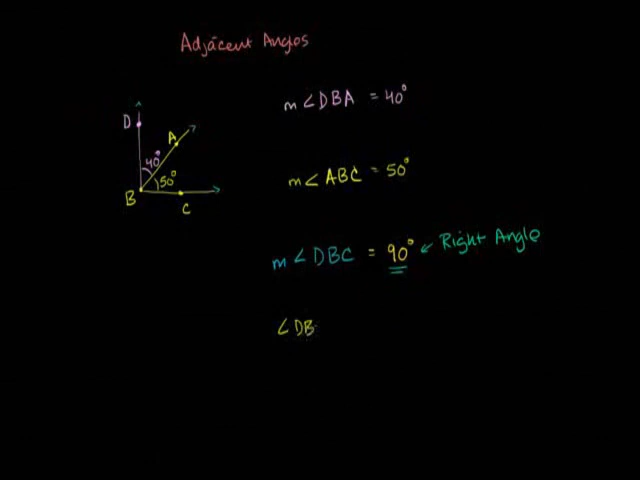 Adjacent Angles
m∠DBA = 40°
D
A
40°
50°
B
C
m∠ABC = 50°
m∠DBC = 90° ← Right Angle
∠DB